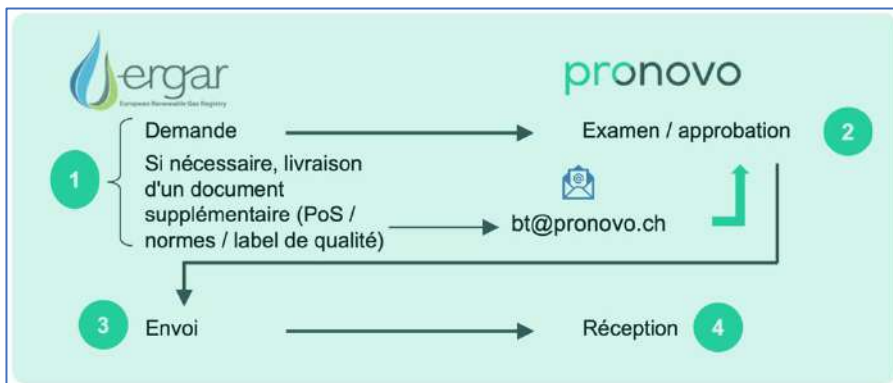 ergar
European Renewable Gas Registry
pronovo
Demande
Examen / approbation
2
1
Si nécessaire, livraison
d'un document
supplémentaire (PoS /
normes / label de qualité)
@
bt@pronovo.ch
3
Envoi
Réception
4